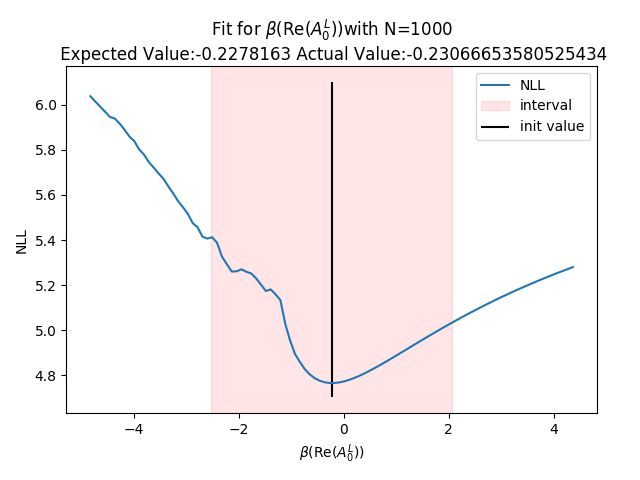 Fit for β(Re(A₀ᴸ))with N=1000
Expected Value:-0.2278163 Actual Value:-0.23066653580525434
NLL
interval
init value
6.0
5.8
5.6
5.4
5.2
5.0
4.8
NLL
−4
−2
0
2
4
β(Re(A₀ᴸ))